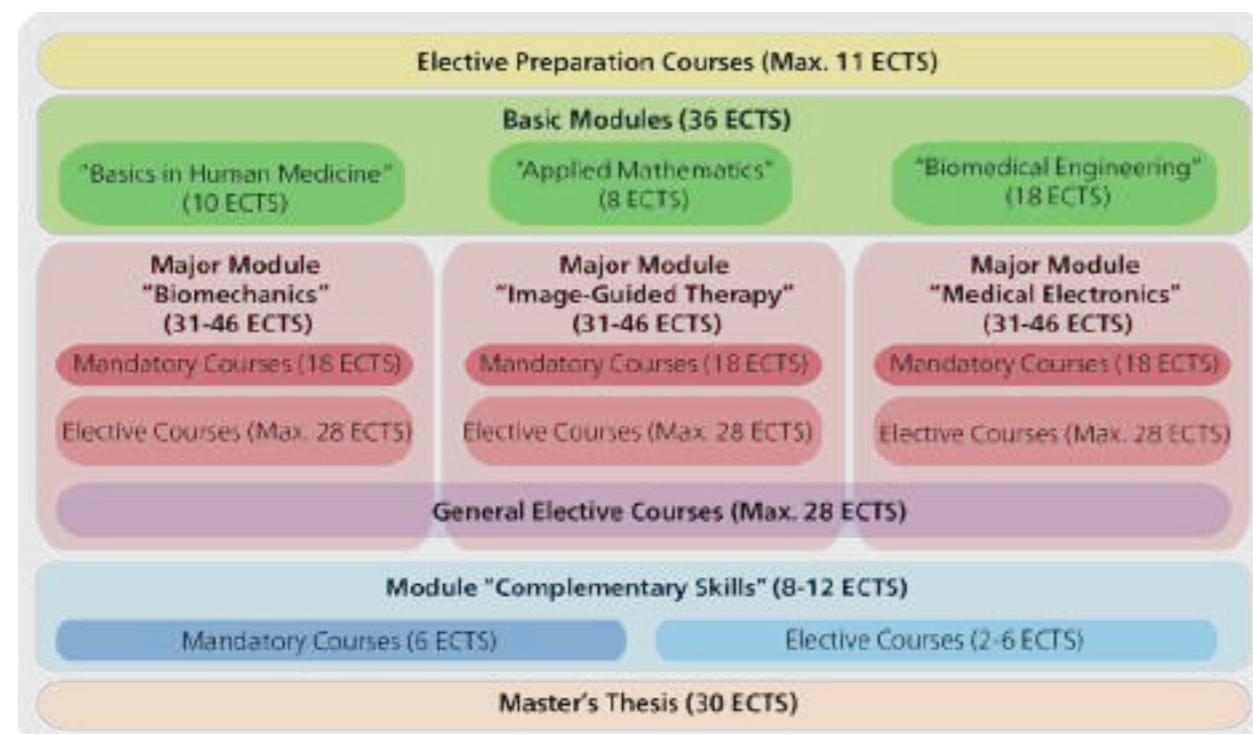 Elective Preparation Courses (Max. 11 ECTS)
Basic Modules (36 ECTS)
"Basics in Human Medicine"
(10 ECTS)
"Applied Mathematics"
(8 ECTS)
"Biomedical Engineering"
(18 ECTS)
Major Module
"Biomechanics"
(31-46 ECTS)
Mandatory Courses (18 ECTS)
Elective Courses (Max. 28 ECTS)
Major Module
"Image-Guided Therapy"
(31-46 ECTS)
Mandatory Courses (18 ECTS)
Elective Courses (Max. 28 ECTS)
Major Module
"Medical Electronics"
(31-46 ECTS)
Mandatory Courses (18 ECTS)
Elective Courses (Max. 28 ECTS)
General Elective Courses (Max. 28 ECTS)
Module "Complementary Skills" (8-12 ECTS)
Mandatory Courses (6 ECTS)
Elective Courses (2-6 ECTS)
Master's Thesis (30 ECTS)